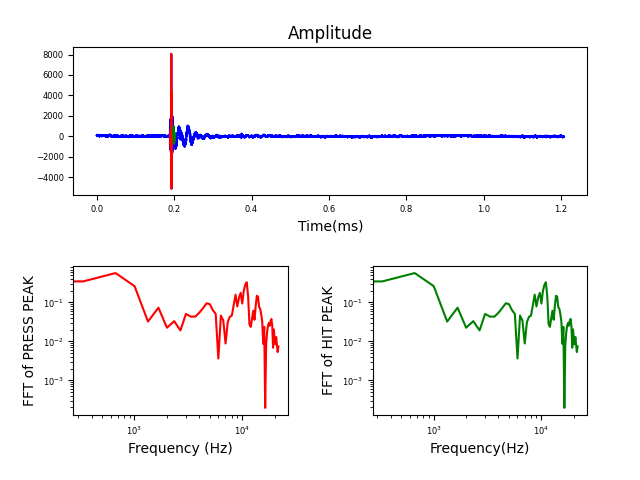 Amplitude
8000
6000
4000
2000
0
−2000
−4000
0.0 0.2 0.4 0.6 0.8 1.0 1.2
Time(ms)
FFT of PRESS PEAK
10⁻¹
10⁻²
10⁻³
10³ 10⁴
Frequency (Hz)
FFT of HIT PEAK
10⁻¹
10⁻²
10⁻³
10³ 10⁴
Frequency(Hz)